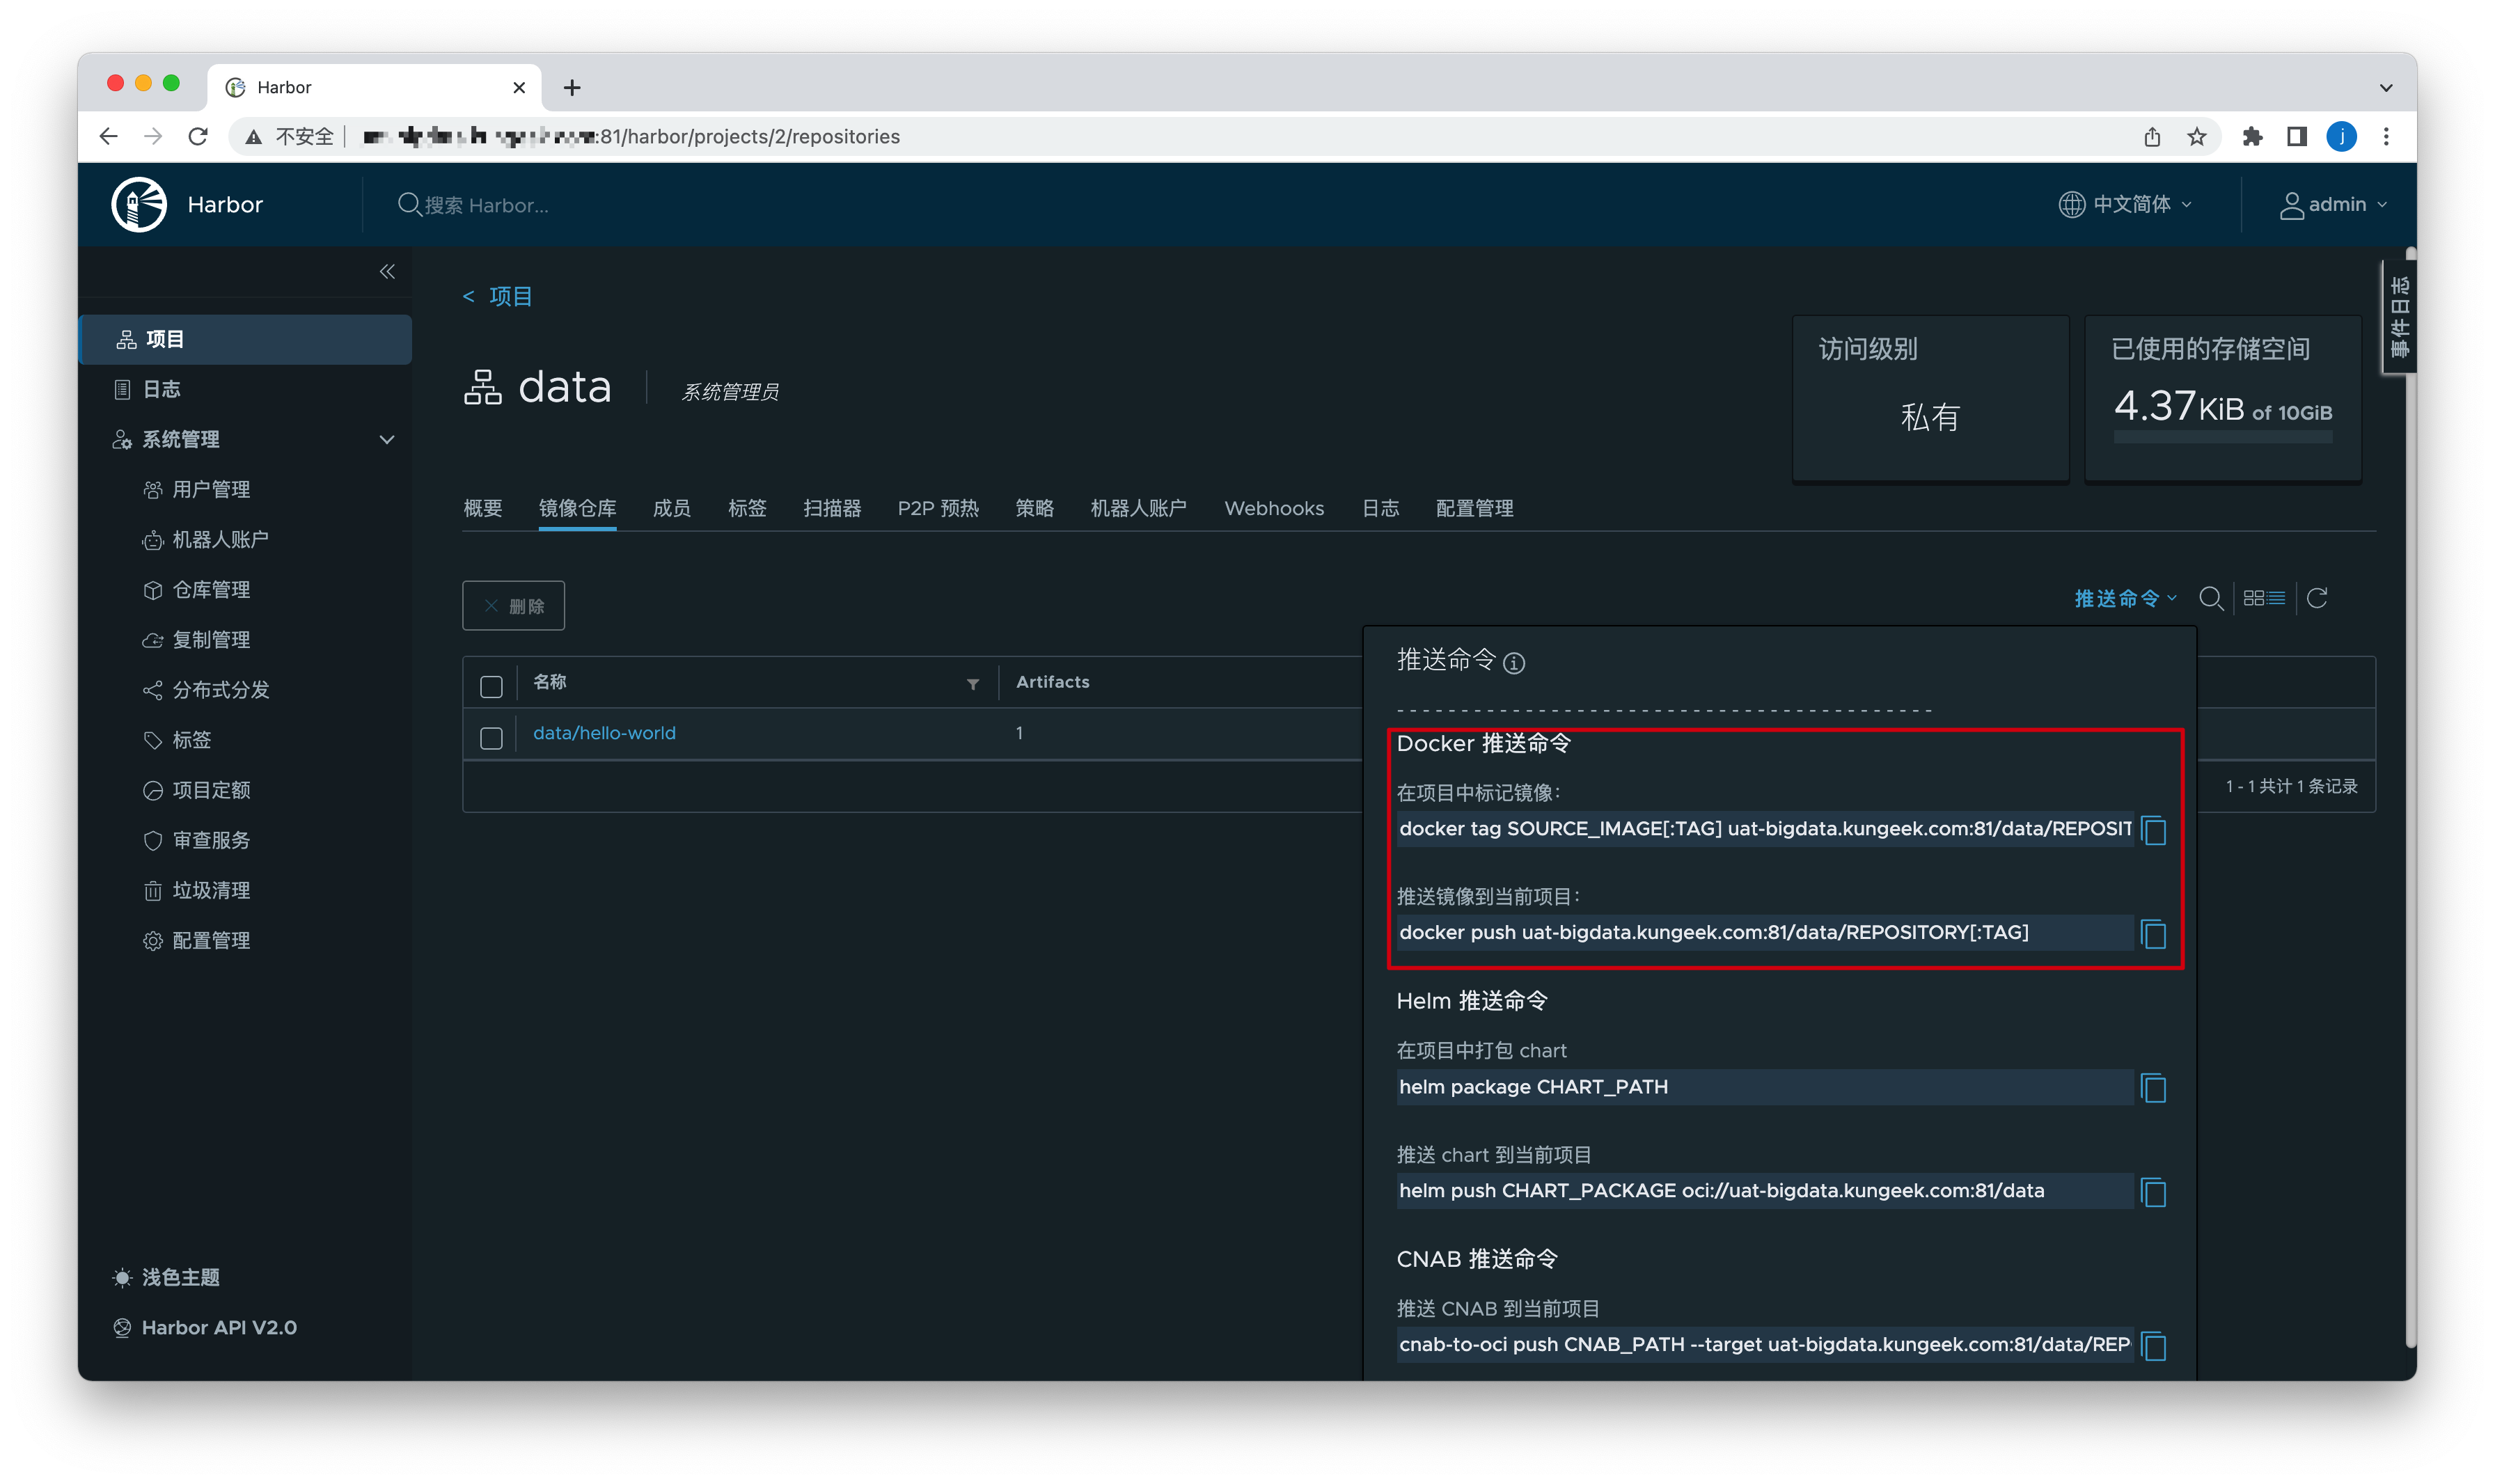 Harbor
不安全
:81/harbor/projects/2/repositories
j
Harbor
搜索 Harbor...
中文简体
admin
事件日志
项目
日志
系统管理
用户管理
机器人账户
仓库管理
复制管理
分布式分发
标签
项目定额
审查服务
垃圾清理
配置管理
浅色主题
Harbor API V2.0
< 项目
data
系统管理员
访问级别
私有
已使用的存储空间
4.37KiB of 10GiB
概要 镜像仓库 成员 标签 扫描器 P2P 预热 策略 机器人账户 Webhooks 日志 配置管理
删除
推送命令
名称 Artifacts
data/hello-world 1
1 - 1 共计 1 条记录
推送命令
Docker 推送命令
在项目中标记镜像：
docker tag SOURCE_IMAGE[:TAG] uat-bigdata.kungeek.com:81/data/REPOSIT
推送镜像到当前项目：
docker push uat-bigdata.kungeek.com:81/data/REPOSITORY[:TAG]
Helm 推送命令
在项目中打包 chart
helm package CHART_PATH
推送 chart 到当前项目
helm push CHART_PACKAGE oci://uat-bigdata.kungeek.com:81/data
CNAB 推送命令
推送 CNAB 到当前项目
cnab-to-oci push CNAB_PATH --target uat-bigdata.kungeek.com:81/data/REP